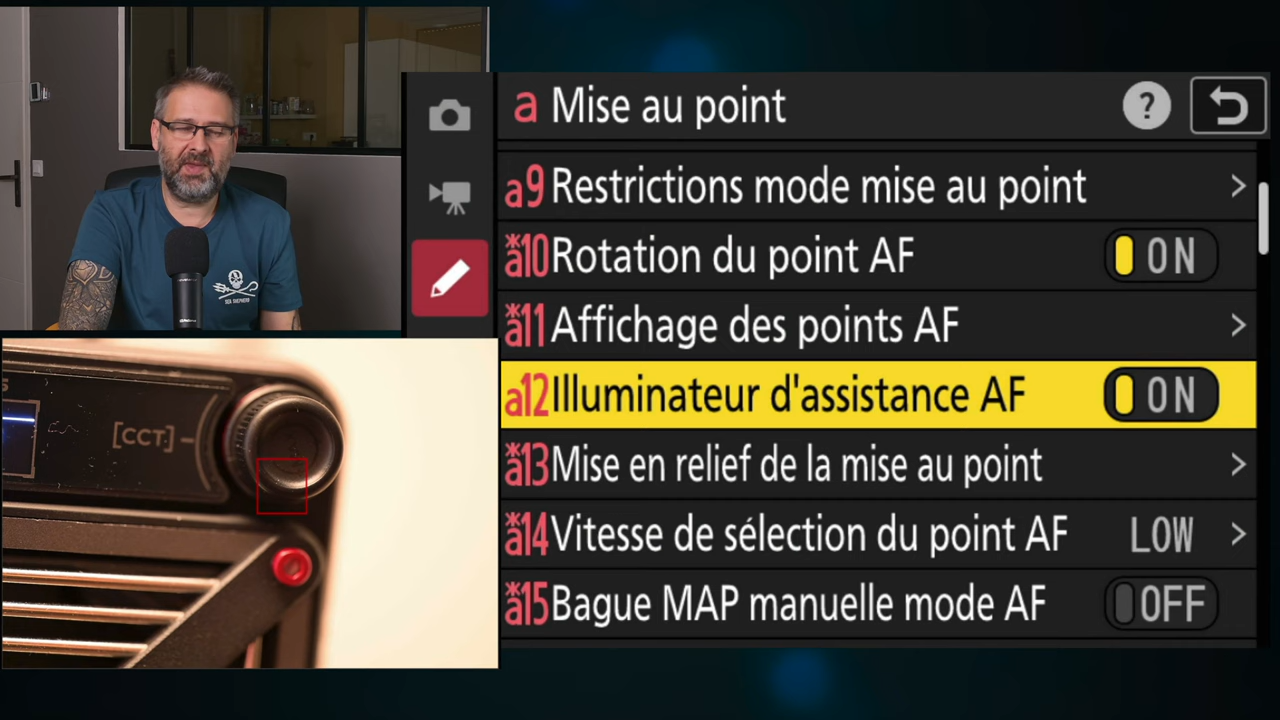 a Mise au point
?
a9 Restrictions mode mise au point
*a10 Rotation du point AF ON
*a11 Affichage des points AF
a12 Illuminateur d'assistance AF ON
*a13 Mise en relief de la mise au point
*a14 Vitesse de sélection du point AF LOW
*a15 Bague MAP manuelle mode AF OFF
SEA SHEPHERD
S
[CCT]